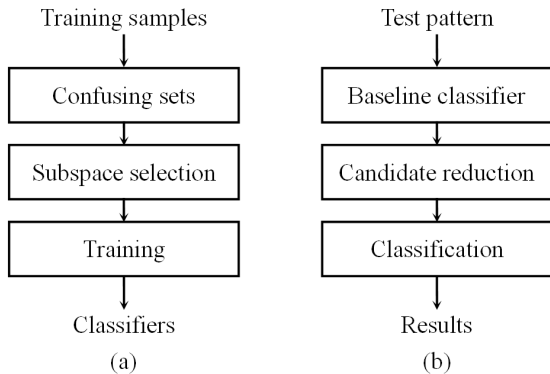 Training samples
Confusing sets
Subspace selection
Training
Classifiers
(a)
Test pattern
Baseline classifier
Candidate reduction
Classification
Results
(b)